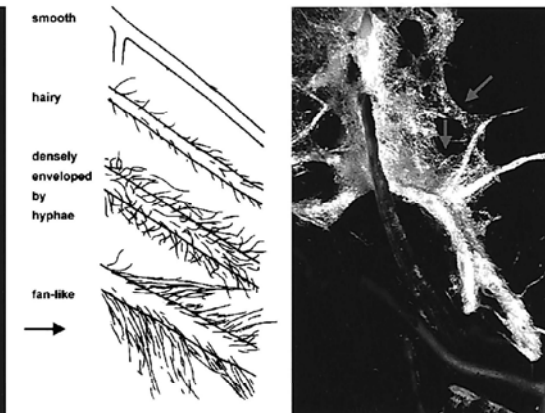 smooth
hairy
densely
enveloped
by
hyphae
fan-like